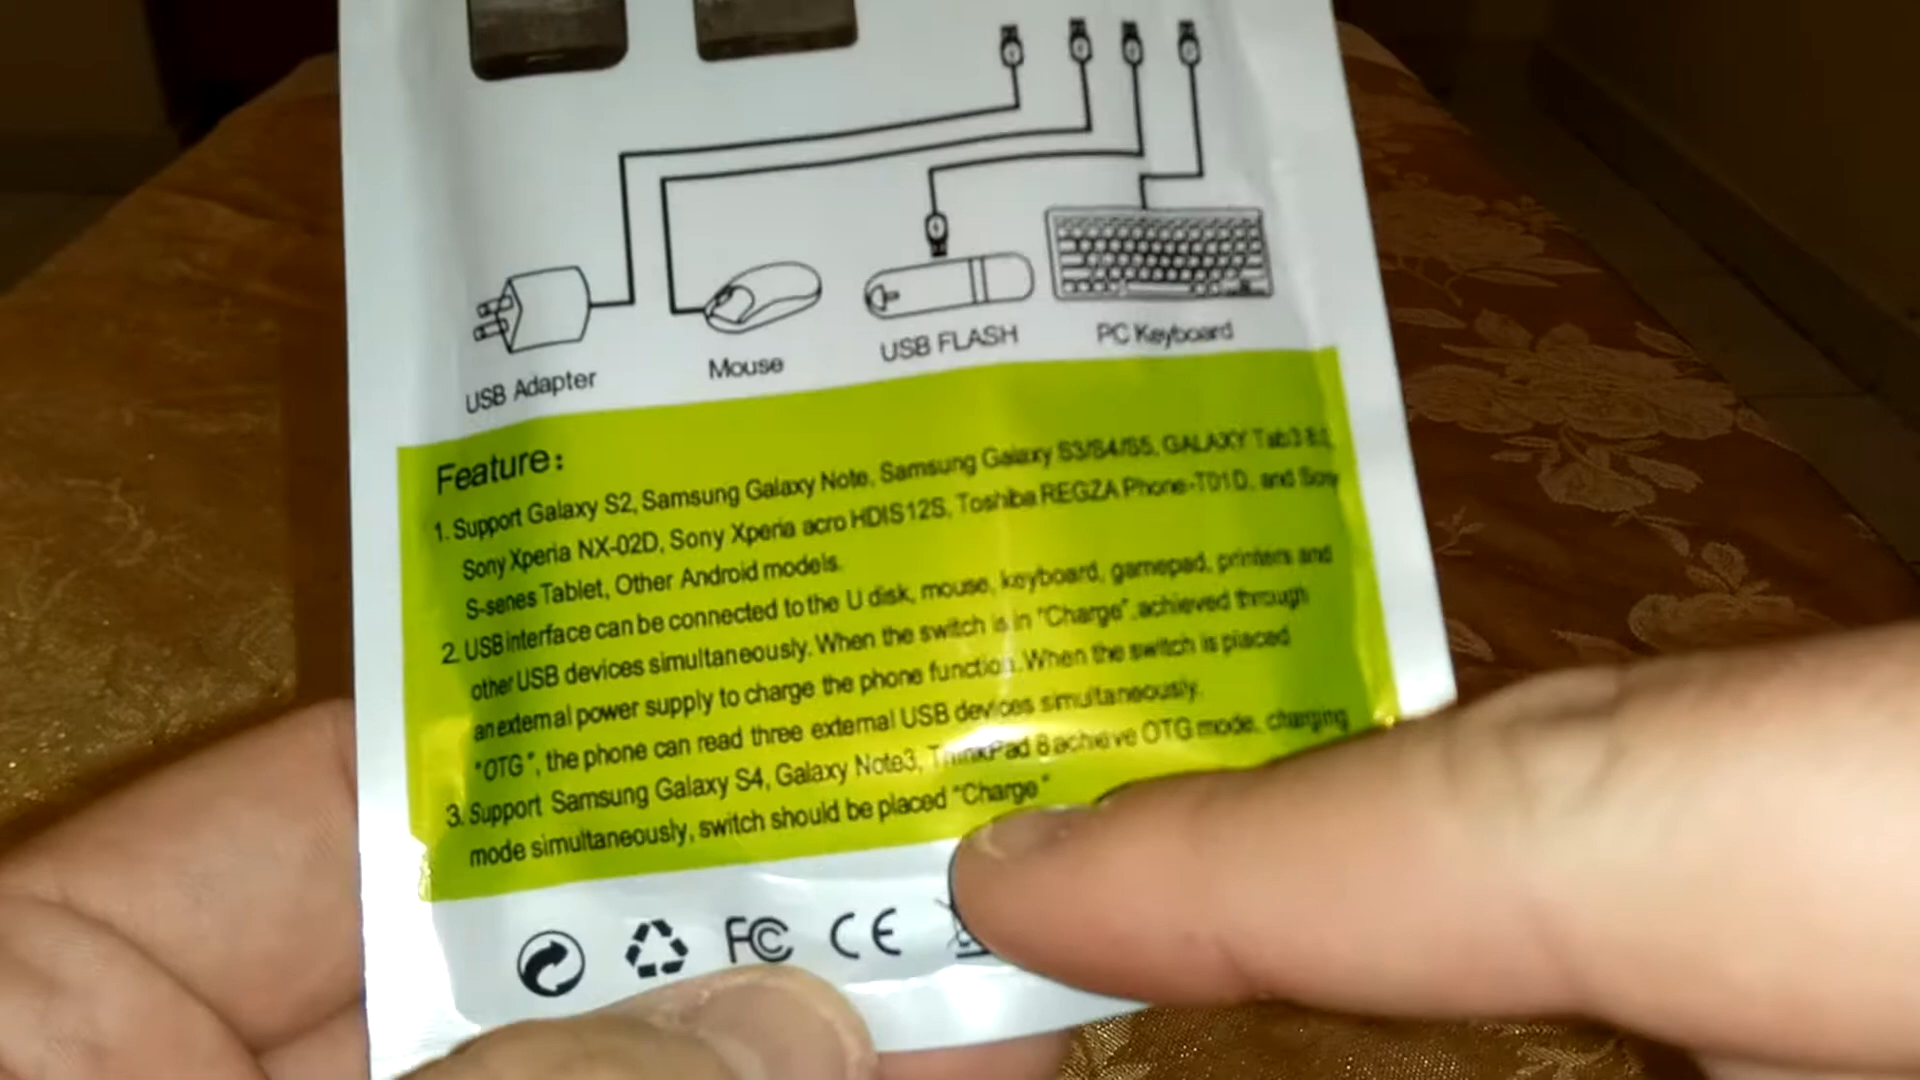 USB Adapter
Mouse
USB FLASH
PC Keyboard
Feature:
1. Support Galaxy S2, Samsung Galaxy Note, Samsung Galaxy S3/S4/S5, GALAXY Tab3 8.0,
Sony Xperia NX-02D, Sony Xperia acro HDIS12S, Toshiba REGZA Phone-T01D, and Sony
S-senes Tablet, Other Android models.
2. USB interface can be connected to the U disk, mouse, keyboard, gamepad, printers and
other USB devices simultaneously. When the switch is in "Charge", achieved through
an external power supply to charge the phone function. When the switch is placed
"OTG", the phone can read three external USB devices simultaneously.
3. Support Samsung Galaxy S4, Galaxy Note3, ThinkPad 8 achieve OTG mode, charging
mode simultaneously, switch should be placed "Charge"
FC CE